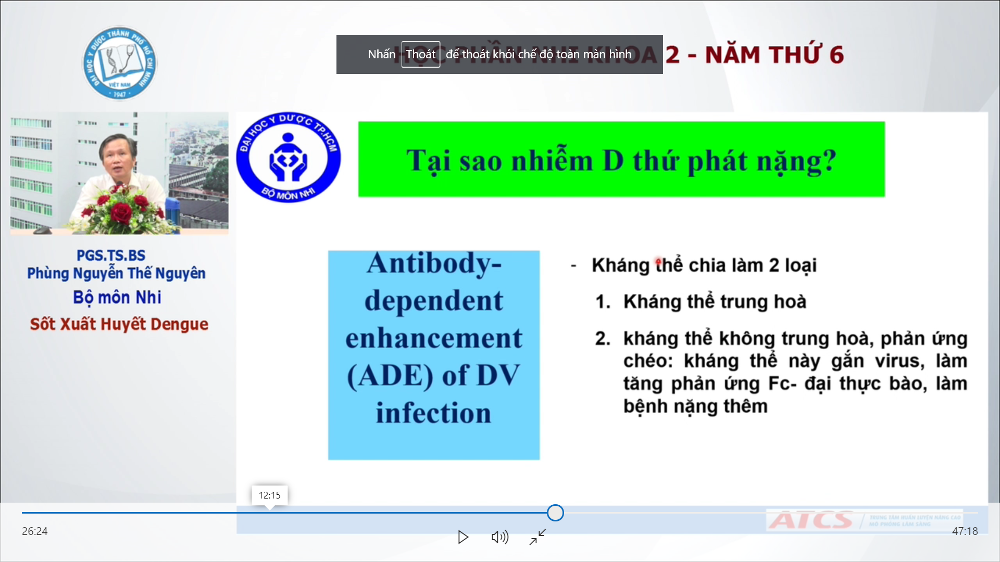 ĐẠI HỌC Y DƯỢC THÀNH PHỐ HỒ CHÍ MINH
VIỆT NAM
1947
HỌC PHẦN NHI KHOA 2 - NĂM THỨ 6
Nhấn Thoát để thoát khỏi chế độ toàn màn hình
ĐẠI HỌC Y DƯỢC TP.HCM
BỘ MÔN NHI
Tại sao nhiễm D thứ phát nặng?
PGS.TS.BS
Phùng Nguyễn Thế Nguyên
Bộ môn Nhi
Sốt Xuất Huyết Dengue
Antibody-
dependent
enhancement
(ADE) of DV
infection
- Kháng thể chia làm 2 loại
1. Kháng thể trung hoà
2. kháng thể không trung hoà, phản ứng
chéo: kháng thể này gắn virus, làm
tăng phản ứng Fc- đại thực bào, làm
bệnh nặng thêm
12:15
ATCS
TRUNG TÂM HUẤN LUYỆN NÂNG CAO
MÔ PHỎNG LÂM SÀNG
26:24
47:18